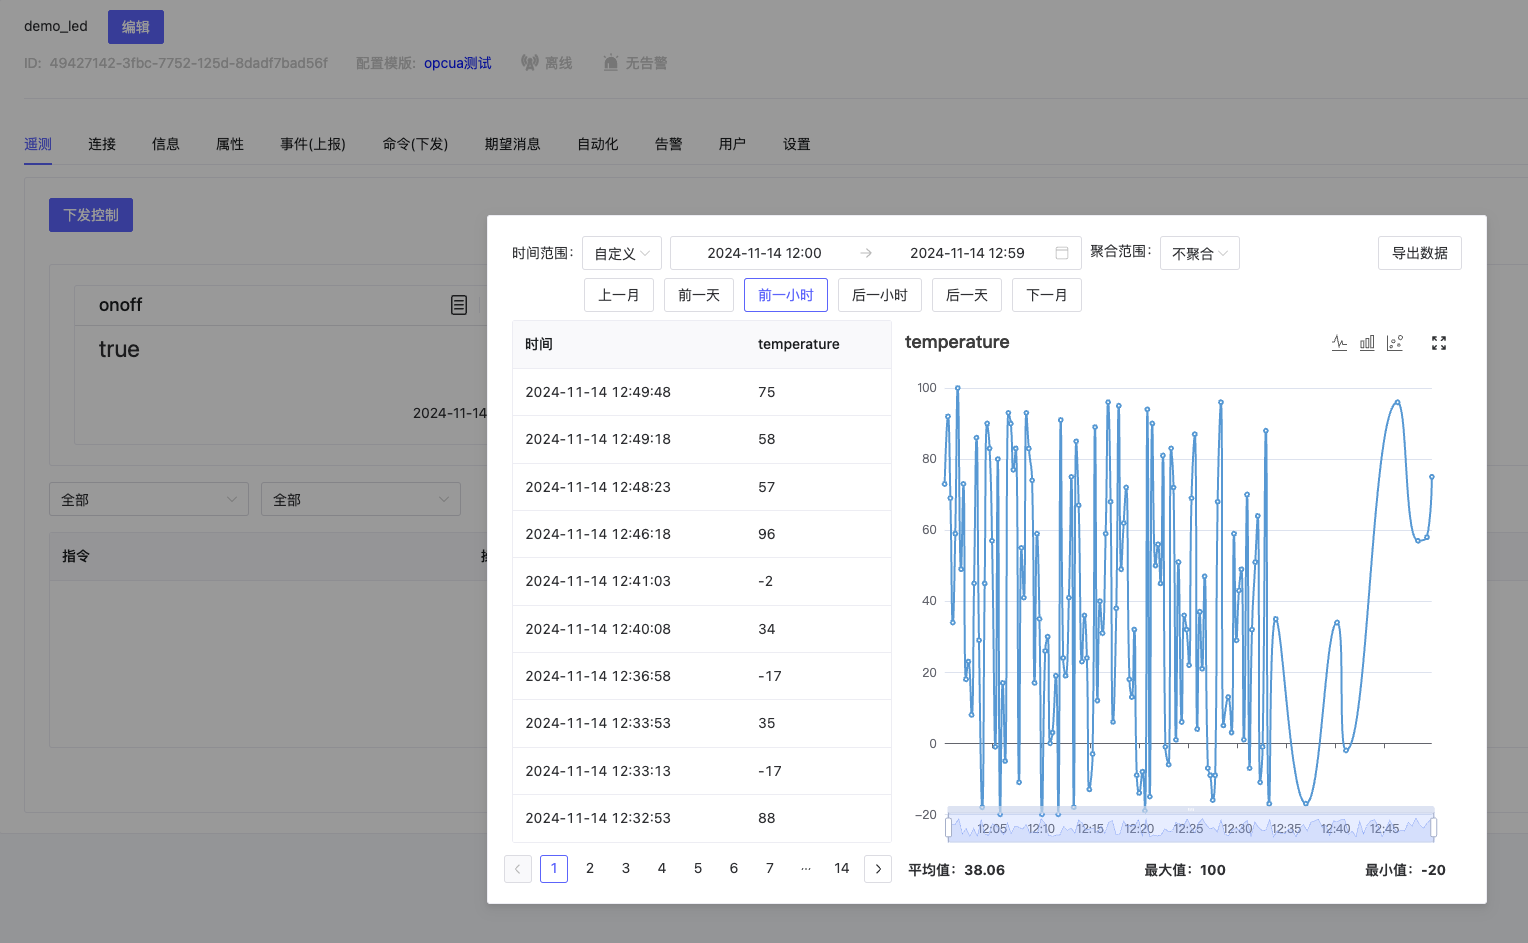 demo_led 编辑
ID: 49427142-3fbc-7752-125d-8dadf7bad56f 配置模版: opcua测试 离线 无告警
遥测 连接 信息 属性 事件(上报) 命令(下发) 期望消息 自动化 告警 用户 设置
下发控制
onoff
true
2024-11-14
全部 全部
指令
时间范围: 自定义 2024-11-14 12:00 2024-11-14 12:59 聚合范围: 不聚合 导出数据
上一月 前一天 前一小时 后一小时 后一天 下一月
时间 temperature
2024-11-14 12:49:48 75
2024-11-14 12:49:18 58
2024-11-14 12:48:23 57
2024-11-14 12:46:18 96
2024-11-14 12:41:03 -2
2024-11-14 12:40:08 34
2024-11-14 12:36:58 -17
2024-11-14 12:33:53 35
2024-11-14 12:33:13 -17
2024-11-14 12:32:53 88
1 2 3 4 5 6 7 ··· 14
temperature
100
80
60
40
20
0
-20
12:05 12:10 12:15 12:20 12:25 12:30 12:35 12:40 12:45
平均值: 38.06 最大值: 100 最小值: -20